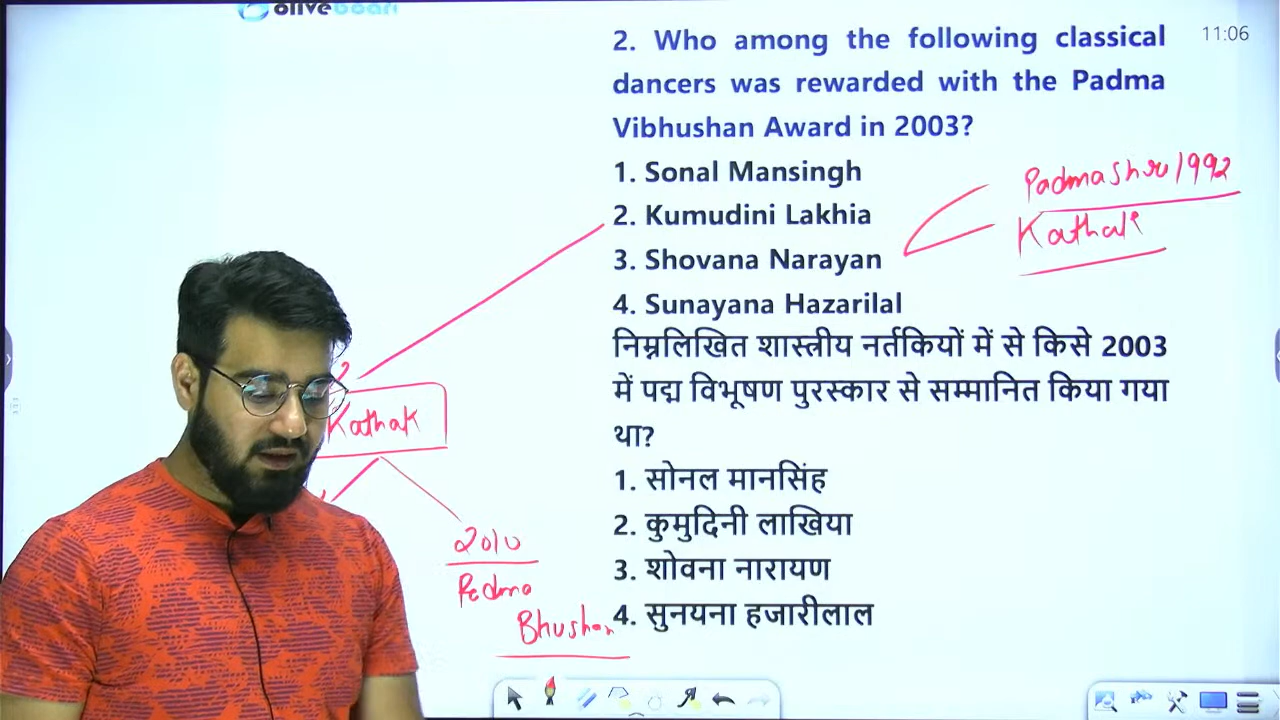 oliveboard
2. Who among the following classical
dancers was rewarded with the Padma
Vibhushan Award in 2003?
11:06
1. Sonal Mansingh
2. Kumudini Lakhia
3. Shovana Narayan
4. Sunayana Hazarilal
Padmashri 1992
Kathak
निम्नलिखित शास्त्रीय नर्तकियों में से किसे 2003
में पद्म विभूषण पुरस्कार से सम्मानित किया गया
था?
1. सोनल मानसिंह
2. कुमुदिनी लाखिया
3. शोवना नारायण
4. सुनयना हजारीलाल
Kathak
2010
Padma
Bhushan